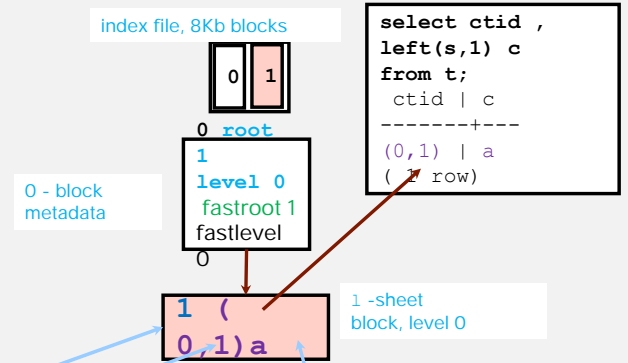 index file, 8Kb blocks
0 1
select ctid ,
left(s,1) c
from t;
ctid | c
-------+---
(0,1) | a
( 1 row)
0 root
1
level 0
fastroot 1
fastlevel
0
0 - block
metadata
1 (
0,1)a
1 -sheet
block, level 0